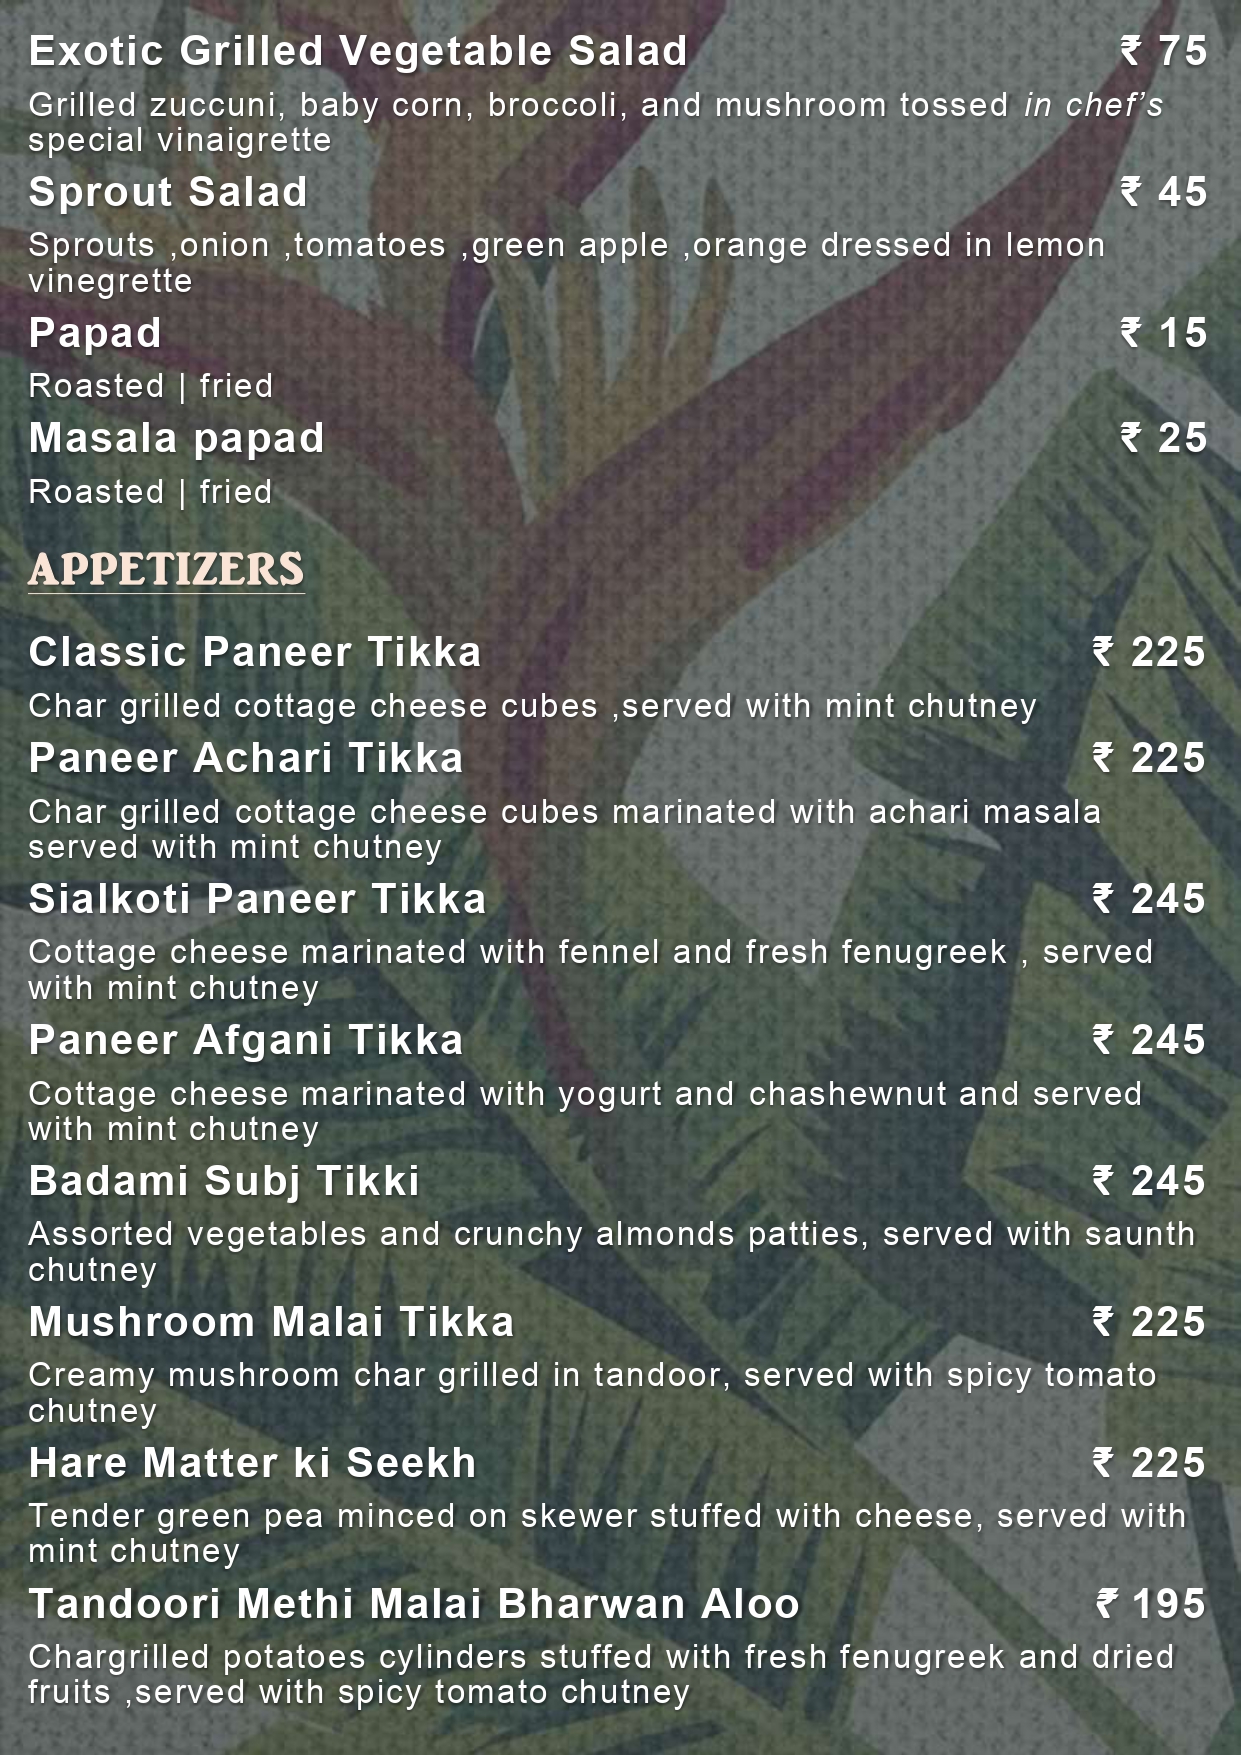 Exotic Grilled Vegetable Salad ₹ 75
Grilled zuccuni, baby corn, broccoli, and mushroom tossed in chef's
special vinaigrette
Sprout Salad ₹ 45
Sprouts ,onion ,tomatoes ,green apple ,orange dressed in lemon
vinegrette
Papad ₹ 15
Roasted | fried
Masala papad ₹ 25
Roasted | fried
APPETIZERS
Classic Paneer Tikka ₹ 225
Char grilled cottage cheese cubes ,served with mint chutney
Paneer Achari Tikka ₹ 225
Char grilled cottage cheese cubes marinated with achari masala
served with mint chutney
Sialkoti Paneer Tikka ₹ 245
Cottage cheese marinated with fennel and fresh fenugreek , served
with mint chutney
Paneer Afgani Tikka ₹ 245
Cottage cheese marinated with yogurt and chashewnut and served
with mint chutney
Badami Subj Tikki ₹ 245
Assorted vegetables and crunchy almonds patties, served with saunth
chutney
Mushroom Malai Tikka ₹ 225
Creamy mushroom char grilled in tandoor, served with spicy tomato
chutney
Hare Matter ki Seekh ₹ 225
Tender green pea minced on skewer stuffed with cheese, served with
mint chutney
Tandoori Methi Malai Bharwan Aloo ₹ 195
Chargrilled potatoes cylinders stuffed with fresh fenugreek and dried
fruits ,served with spicy tomato chutney